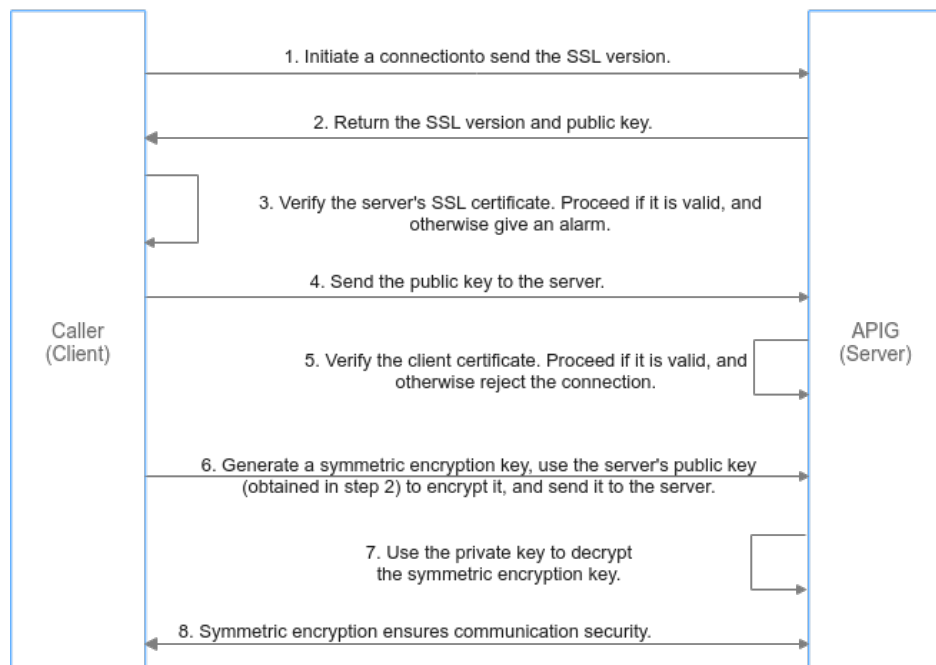 1. Initiate a connectionto send the SSL version.
2. Return the SSL version and public key.
3. Verify the server's SSL certificate. Proceed if it is valid, and
otherwise give an alarm.
4. Send the public key to the server.
Caller
(Client)
APIG
(Server)
5. Verify the client certificate. Proceed if it is valid, and
otherwise reject the connection.
6. Generate a symmetric encryption key, use the server's public key
(obtained in step 2) to encrypt it, and send it to the server.
7. Use the private key to decrypt
the symmetric encryption key.
8. Symmetric encryption ensures communication security.